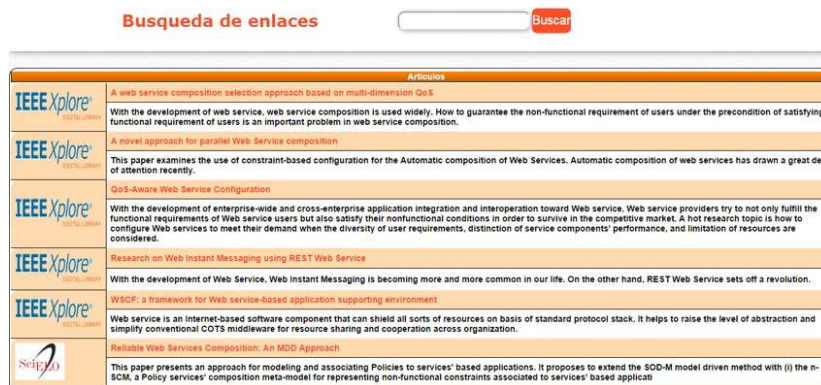 Busqueda de enlaces
Buscar
Articulos
IEEE Xplore®
DIGITAL LIBRARY
A web service composition selection approach based on multi-dimension QoS
With the development of web service, web service composition is used widely. How to guarantee the non-functional requirement of users under the precondition of satisfying
functional requirement of users is an important problem in web service composition.
IEEE Xplore®
DIGITAL LIBRARY
A novel approach for parallel Web Service composition
This paper examines the use of constraint-based configuration for the Automatic composition of Web Services. Automatic composition of web services has drawn a great de
of attention recently.
IEEE Xplore®
DIGITAL LIBRARY
QoS-Aware Web Service Configuration
With the development of enterprise-wide and cross-enterprise application integration and interoperation toward Web service, Web service providers try to not only fulfill the
functional requirements of Web service users but also satisfy their nonfunctional conditions in order to survive in the competitive market. A hot research topic is how to
configure Web services to meet their demand when the diversity of user requirements, distinction of service components' performance, and limitation of resources are
considered.
IEEE Xplore®
DIGITAL LIBRARY
Research on Web Instant Messaging using REST Web Service
With the development of Web Service, Web Instant Messaging is becoming more and more common in our life. On the other hand, REST Web Service sets off a revolution.
IEEE Xplore®
DIGITAL LIBRARY
WSCF: a framework for Web service-based application supporting environment
Web service is an Internet-based software component that can shield all sorts of resources on basis of standard protocol stack. It helps to raise the level of abstraction and
simplify conventional COTS middleware for resource sharing and cooperation across organization.
SciELO
Reliable Web Services Composition: An MDD Approach
This paper presents an approach for modeling and associating Policies to services' based applications. It proposes to extend the SOD-M model driven method with (i) the n-
SCM, a Policy services' composition meta-model for representing non-functional constraints associated to services' based applicati